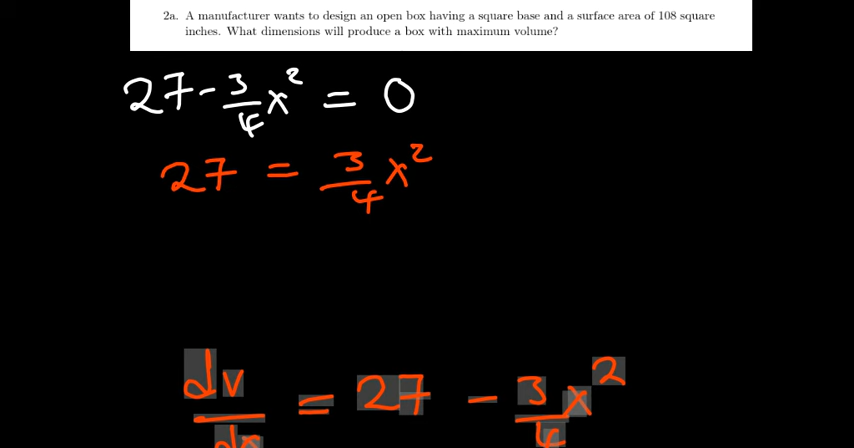 2a. A manufacturer wants to design an open box having a square base and a surface area of 108 square
inches. What dimensions will produce a box with maximum volume?
27 - 3/4 x² = 0
27 = 3/4 x²
dv/dx = 27 - 3/4 x²